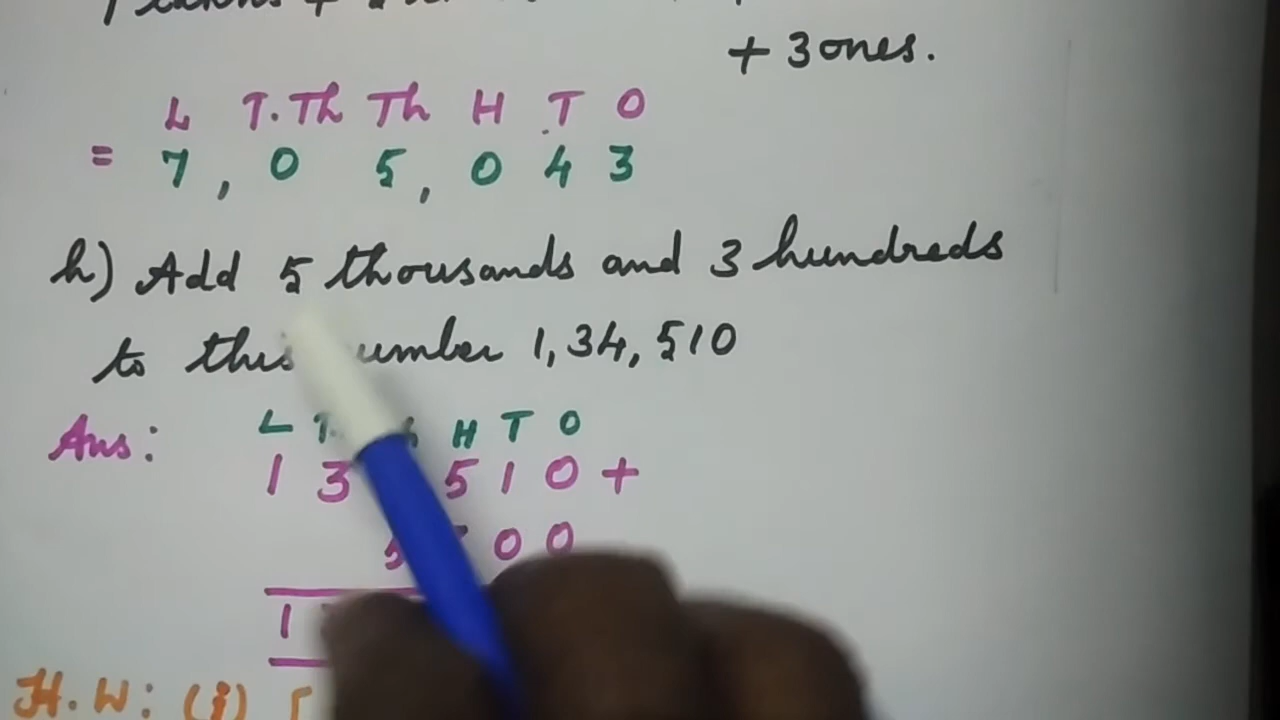 + 3 ones.
L T.Th Th H T O
= 7, 0 5, 0 4 3
h) Add 5 thousands and 3 hundreds
to this number 1,34,510
Ans: L H T O
1 3 5 1 0 +
5 0 0
1
H.W: (i)